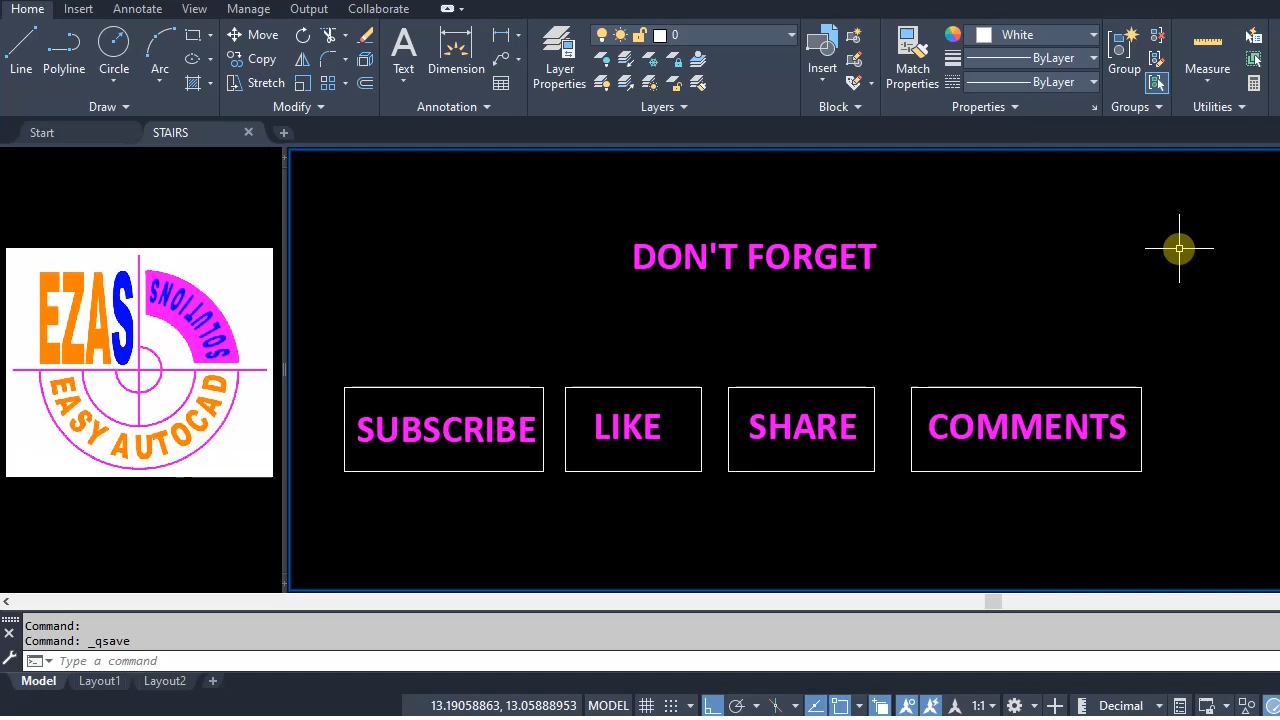 Home Insert Annotate View Manage Output Collaborate
Line Polyline Circle Arc Move Copy Stretch Text Dimension Layer Properties 0 Insert Match Properties White ByLayer ByLayer Group Measure
Draw Modify Annotation Layers Block Properties Groups Utilities
Start STAIRS
EZAS
SOLUTIONS
EASY AUTOCAD
DON'T FORGET
SUBSCRIBE LIKE SHARE COMMENTS
Command:
Command: _qsave
Type a command
Model Layout1 Layout2
13.19058863, 13.05888953 MODEL 1:1 Decimal